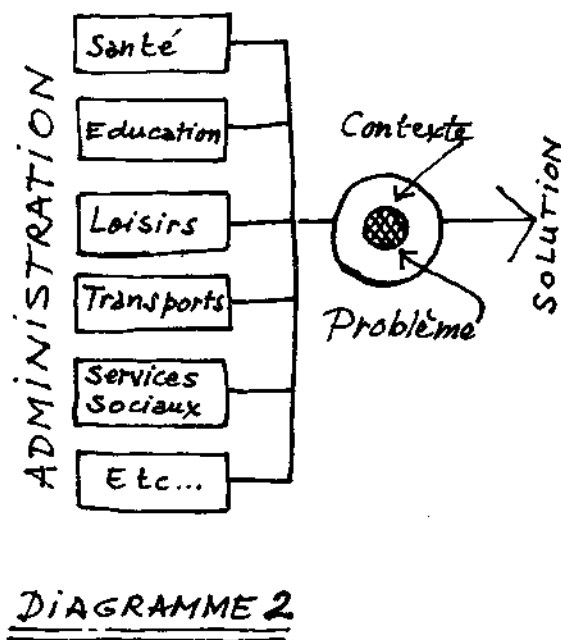 ADMINISTRATION
Santé
Education
Loisirs
Transports
Services
Sociaux
Etc...
Contexte
Problème
SOLUTION
DIAGRAMME 2